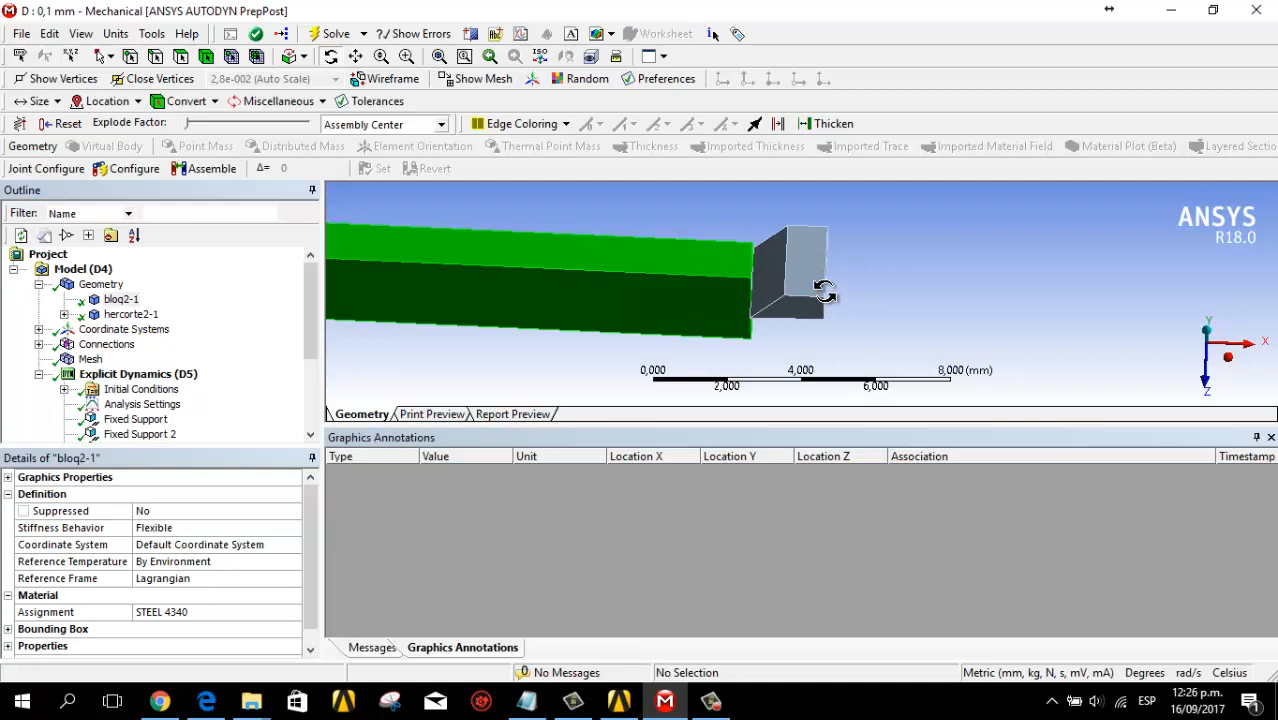 D : 0,1 mm - Mechanical [ANSYS AUTODYN PrepPost]
File Edit View Units Tools Help Solve Show Errors Worksheet
Show Vertices Close Vertices 2,8e-002 (Auto Scale) Wireframe Show Mesh Random Preferences
Size Location Convert Miscellaneous Tolerances
Reset Explode Factor: Assembly Center Edge Coloring Thicken
Geometry Virtual Body Point Mass Distributed Mass Element Orientation Thermal Point Mass Thickness Imported Thickness Imported Trace Imported Material Field Material Plot (Beta) Layered Secti
Joint Configure Configure Assemble Δ= 0 Set Revert
Outline
Filter: Name
Project
Model (D4)
Geometry
bloq2-1
hercorte2-1
Coordinate Systems
Connections
Mesh
Explicit Dynamics (D5)
Initial Conditions
Analysis Settings
Fixed Support
Fixed Support 2
ANSYS
R18.0
Y
X
Z
0,000 4,000 8,000 (mm)
2,000 6,000
Geometry Print Preview Report Preview
Graphics Annotations
Type Value Unit Location X Location Y Location Z Association Timestamp
Details of "bloq2-1"
Graphics Properties
Definition
Suppressed No
Stiffness Behavior Flexible
Coordinate System Default Coordinate System
Reference Temperature By Environment
Reference Frame Lagrangian
Material
Assignment STEEL 4340
Bounding Box
Properties
Messages Graphics Annotations
No Messages No Selection Metric (mm, kg, N, s, mV, mA) Degrees rad/s Celsius
ESP
12:26 p.m.
16/09/2017